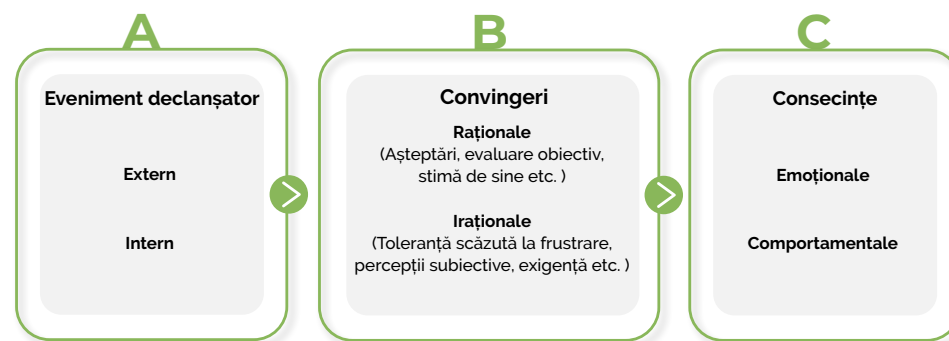 A
Eveniment declanșator
Extern
Intern
B
Convingeri
Raționale
(Așteptări, evaluare obiectiv,
stimă de sine etc. )
Iraționale
(Toleranță scăzută la frustrare,
percepții subiective, exigență etc. )
C
Consecințe
Emoționale
Comportamentale